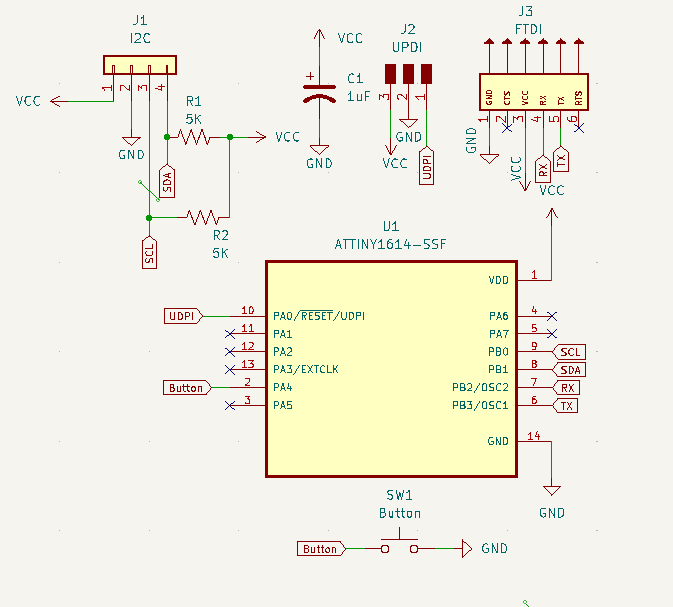 J1
I2C
1
2
3
4
VCC
GND
R1
5K
VCC
SDA
SCL
R2
5K
VCC
+
C1
1uF
GND
J2
UPDI
3
2
1
GND
VCC
UDPI
J3
FTDI
GND
CTS
VCC
RX
TX
RTS
1
2
3
4
5
6
GND
VCC
RX
TX
VCC
U1
ATTINY1614-SSF
VDD
1
UDPI
10
PA0/RESET/UDPI
11
PA1
12
PA2
13
PA3/EXTCLK
Button
2
PA4
3
PA5
PA6
4
PA7
5
PB0
9
SCL
PB1
8
SDA
PB2/OSC2
7
RX
PB3/OSC1
6
TX
GND
14
GND
SW1
Button
Button
GND